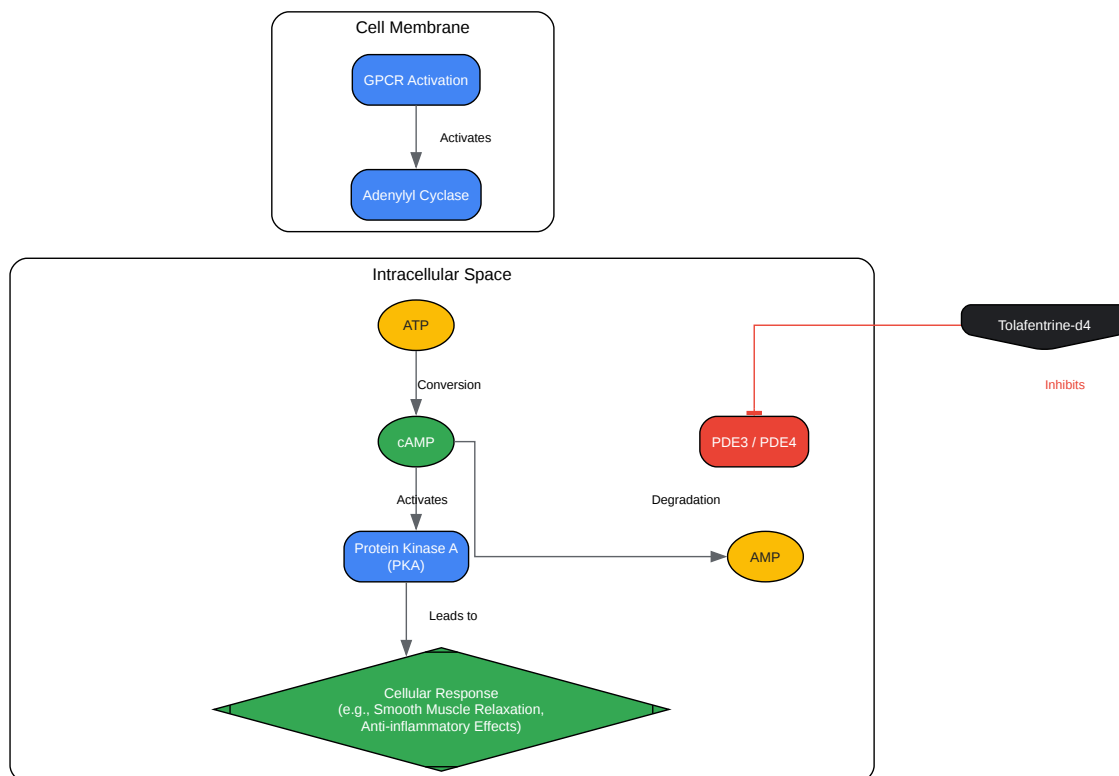 Cell Membrane
GPCR Activation
Activates
Adenylyl Cyclase
Intracellular Space
ATP
Tolafentrine-d4
Conversion
Inhibits
cAMP
PDE3 / PDE4
Activates
Degradation
Protein Kinase A
(PKA)
AMP
Leads to
Cellular Response
(e.g., Smooth Muscle Relaxation,
Anti-inflammatory Effects)